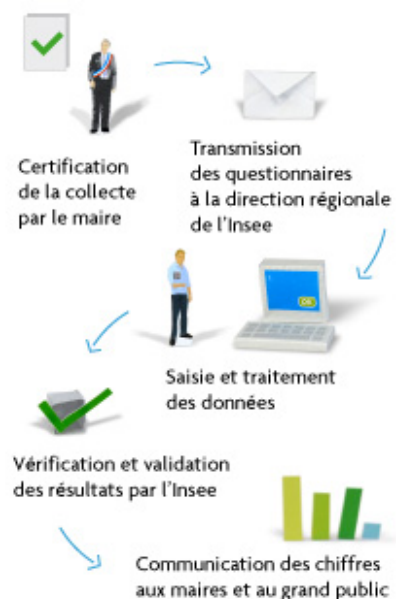 Certification
de la collecte
par le maire
Transmission
des questionnaires
à la direction régionale
de l'Insee
OK
Saisie et traitement
des données
Vérification et validation
des résultats par l'Insee
Communication des chiffres
aux maires et au grand public